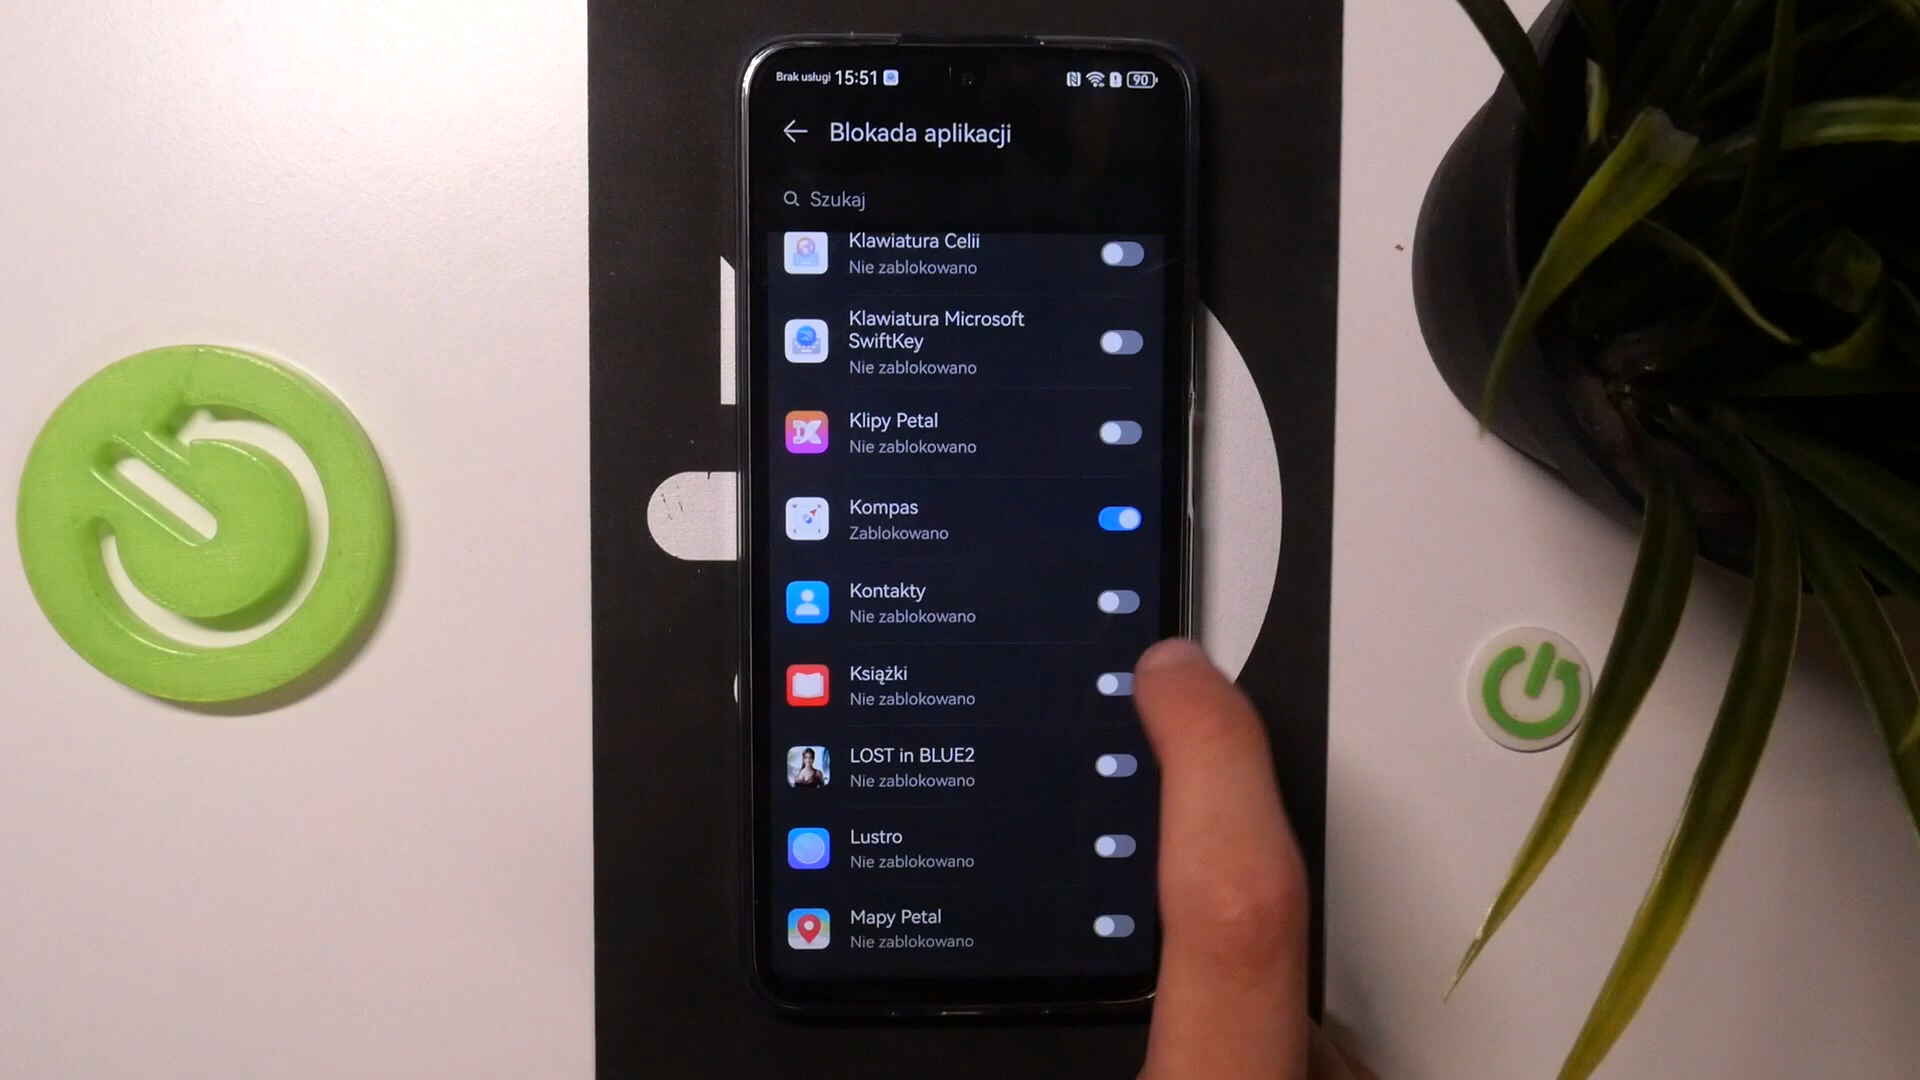 Brak usługi 15:51
90
Blokada aplikacji
Szukaj
Klawiatura Celii
Nie zablokowano
Klawiatura Microsoft
SwiftKey
Nie zablokowano
Klipy Petal
Nie zablokowano
Kompas
Zablokowano
Kontakty
Nie zablokowano
Książki
Nie zablokowano
LOST in BLUE2
Nie zablokowano
Lustro
Nie zablokowano
Mapy Petal
Nie zablokowano